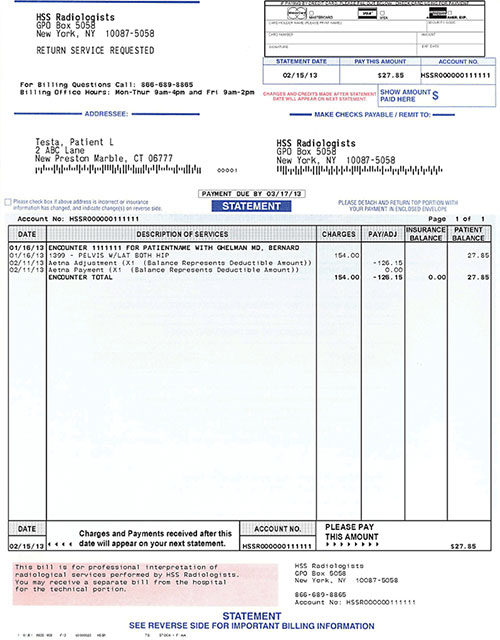 HSS Radiologists
GPO Box 5058
New York, NY 10087-5058
RETURN SERVICE REQUESTED
For Billing Questions Call: 866-689-8865
Billing Office Hours: Mon-Thur 9am-4pm and Fri 9am-2pm
MASTERCARD
VISA
AMER. EXP.
CARD NUMBER
SIGNATURE
EXP. DATE
STATEMENT DATE
PAY THIS AMOUNT
ACCOUNT NO.
02/15/13
$27.85
HSSR000000111111
CHARGES AND CREDITS MADE AFTER STATEMENT
DATE WILL APPEAR ON NEXT STATEMENT.
SHOW AMOUNT
PAID HERE $
ADDRESSEE:
MAKE CHECKS PAYABLE / REMIT TO:
Testa, Patient L
2 ABC Lane
New Preston Marble, CT 06777
00001
HSS Radiologists
GPO Box 5058
New York, NY 10087-5058
PAYMENT DUE BY 03/17/13
Please check box if above address is incorrect or insurance
information has changed, and indicate change(s) on reverse side.
STATEMENT
PLEASE DETACH AND RETURN TOP PORTION WITH
YOUR PAYMENT IN ENCLOSED ENVELOPE
Account No: HSSR000000111111
Page 1 of 1
DATE DESCRIPTION OF SERVICES CHARGES PAY/ADJ INSURANCE BALANCE PATIENT BALANCE
01/16/13 ENCOUNTER 1111111 FOR PATIENTNAME WITH GHELMAN MD, BERNARD
01/16/13 1399 - PELVIS W/LAT BOTH HIP 154.00 27.85
02/11/13 Aetna Adjustment (X1 (Balance Represents Deductible Amount)) -126.15
02/11/13 Aetna Payment (X1 (Balance Represents Deductible Amount)) 0.00
ENCOUNTER TOTAL 154.00 -126.15 0.00 27.85
DATE
Charges and Payments received after this
date will appear on your next statement.
ACCOUNT NO.
PLEASE PAY
THIS AMOUNT
02/15/13
HSSR000000111111
$27.85
This bill is for professional interpretation of
radiological services performed by HSS Radiologists.
You may receive a separate bill from the hospital
for the technical portion.
HSS Radiologists
GPO Box 5058
New York, NY 10087-5058
866-689-8865
Account No: HSSR000000111111
STATEMENT
SEE REVERSE SIDE FOR IMPORTANT BILLING INFORMATION